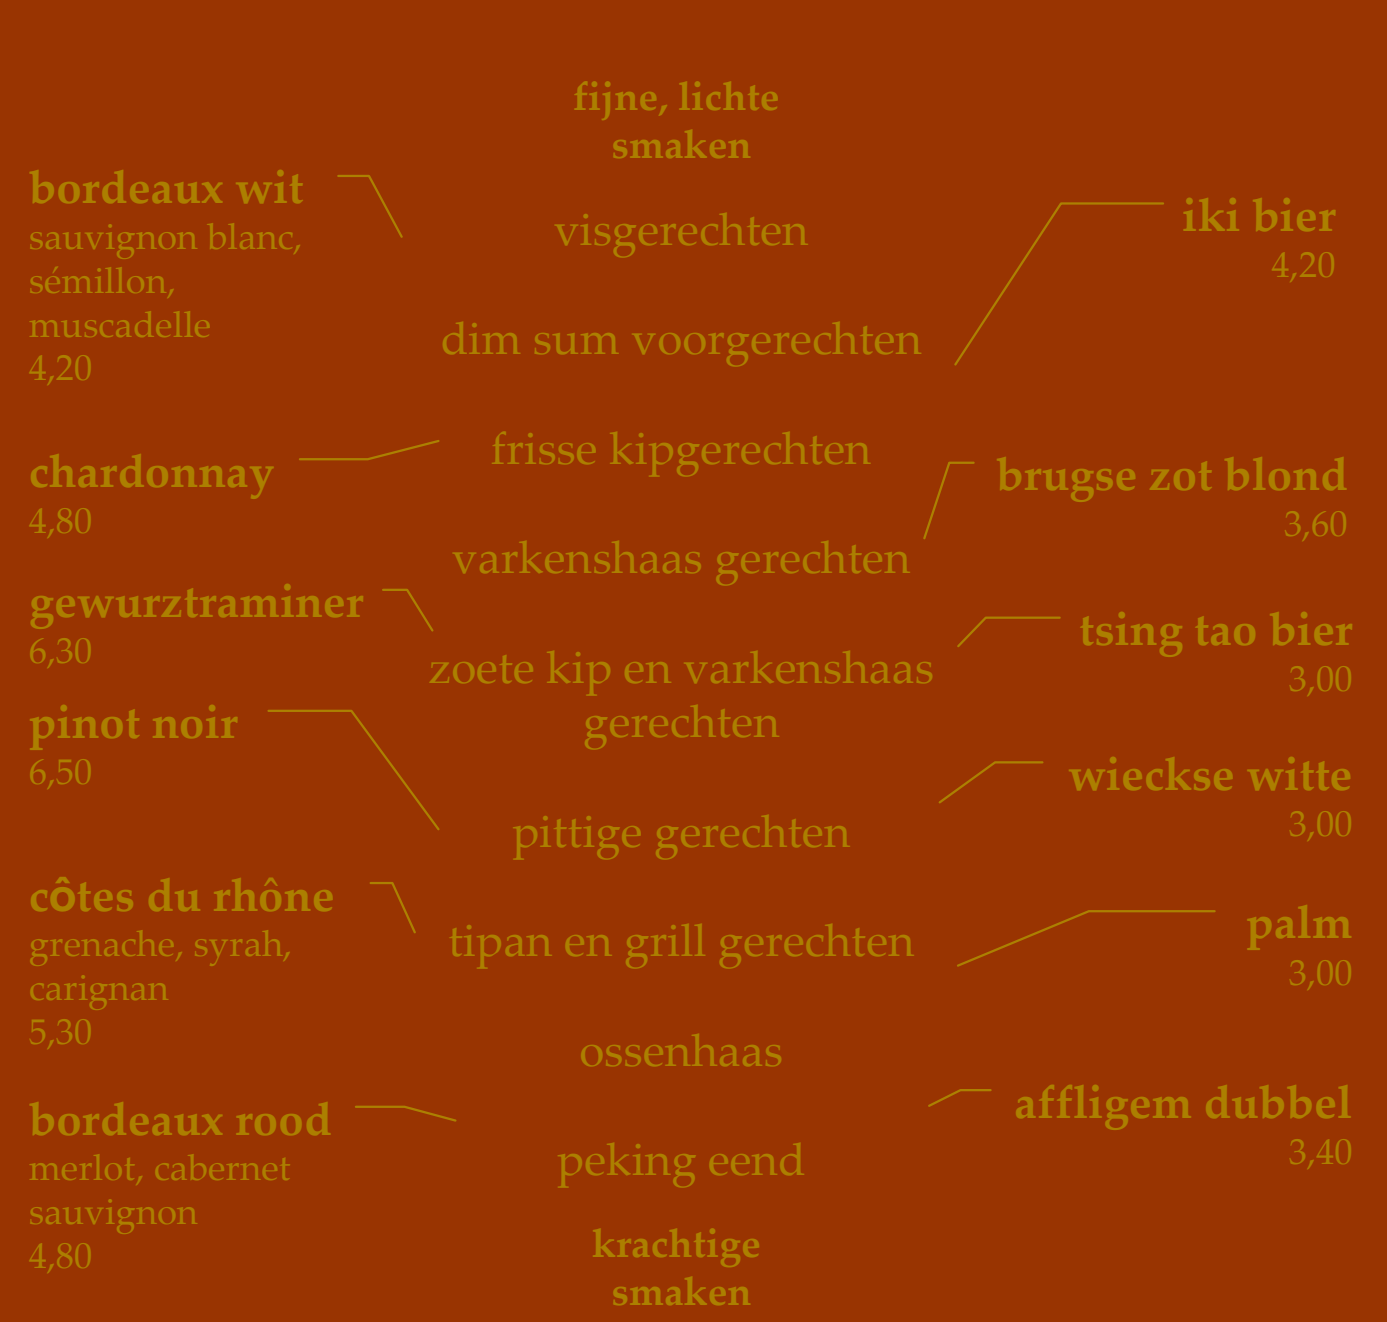 fijne, lichte
smaken
bordeaux wit
sauvignon blanc,
sémillon,
muscadelle
4,20
chardonnay
4,80
gewurztraminer
6,30
pinot noir
6,50
côtes du rhône
grenache, syrah,
carignan
5,30
bordeaux rood
merlot, cabernet
sauvignon
4,80
visgerechten
dim sum voorgerechten
frisse kipgerechten
varkenshaas gerechten
zoete kip en varkenshaas
gerechten
pittige gerechten
tipan en grill gerechten
ossenhaas
peking eend
krachtige
smaken
iki bier
4,20
brugse zot blond
3,60
tsing tao bier
3,00
wieckse witte
3,00
palm
3,00
affligem dubbel
3,40